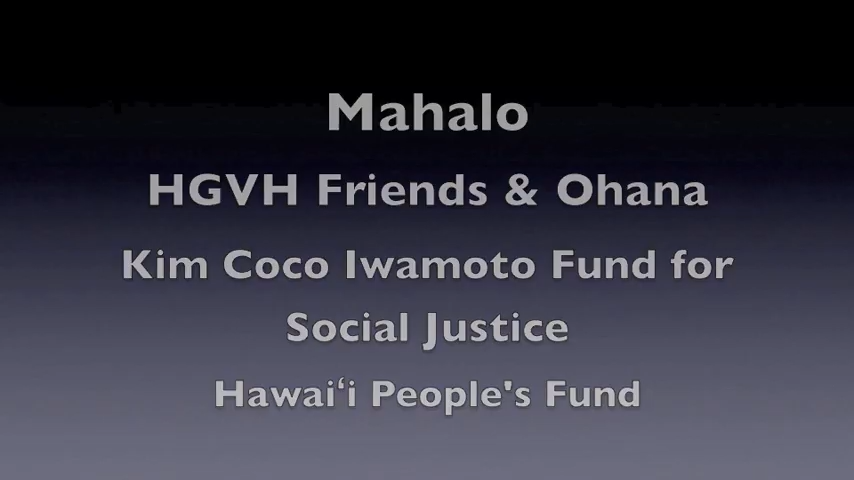 Mahalo
HGVH Friends & Ohana
Kim Coco Iwamoto Fund for
Social Justice
Hawaiʻi People's Fund